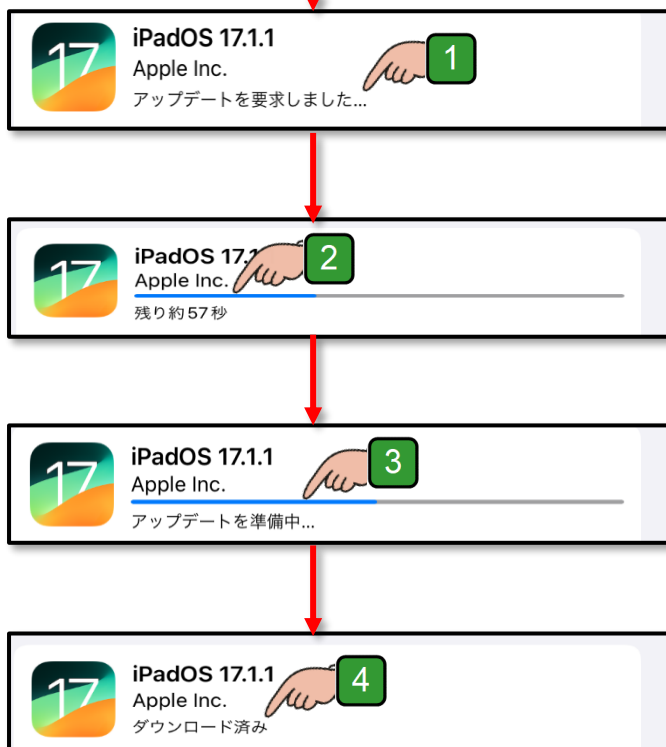 17
iPadOS 17.1.1
Apple Inc.
アップデートを要求しました...
1
17
iPadOS 17.1
Apple Inc.
残り約57秒
2
17
iPadOS 17.1.1
Apple Inc.
アップデートを準備中...
3
17
iPadOS 17.1.1
Apple Inc.
ダウンロード済み
4